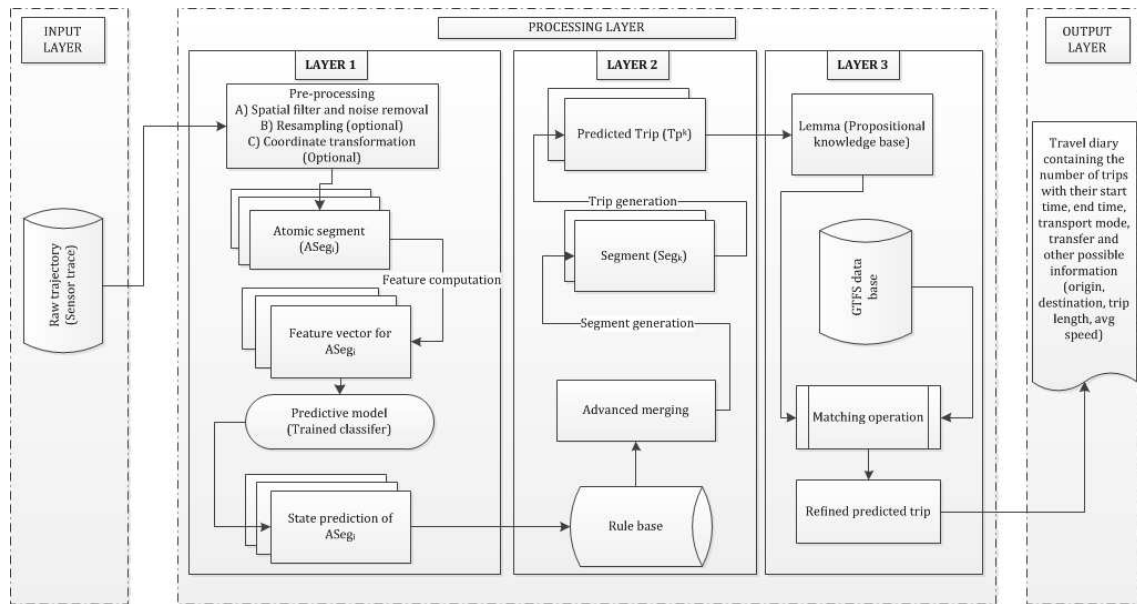 INPUT
LAYER
Raw trajectory
(Sensor trace)
PROCESSING LAYER
LAYER 1
Pre-processing
A) Spatial filter and noise removal
B) Resampling (optional)
C) Coordinate transformation
(Optional)
Atomic segment
(ASegᵢ)
Feature computation
Feature vector for
ASegᵢ
Predictive model
(Trained classifer)
State prediction of
ASegᵢ
LAYER 2
Predicted Trip (Tpᵏ)
Trip generation
Segment (Segₖ)
Segment generation
Advanced merging
Rule base
LAYER 3
Lemma (Propositional
knowledge base)
GTFS data
base
Matching operation
Refined predicted trip
OUTPUT
LAYER
Travel diary
containing the
number of trips
with their start
time, end time,
transport mode,
transfer and
other possible
information
(origin,
destination, trip
length, avg
speed)